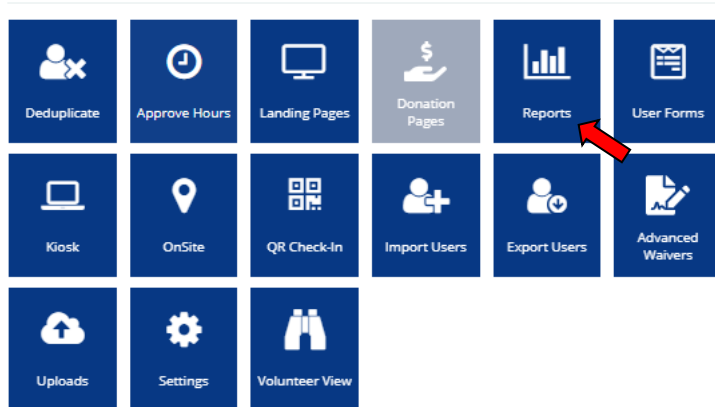 Deduplicate
Approve Hours
Landing Pages
Donation
Pages
Reports
User Forms
Kiosk
OnSite
QR Check-In
Import Users
Export Users
Advanced
Waivers
Uploads
Settings
Volunteer View